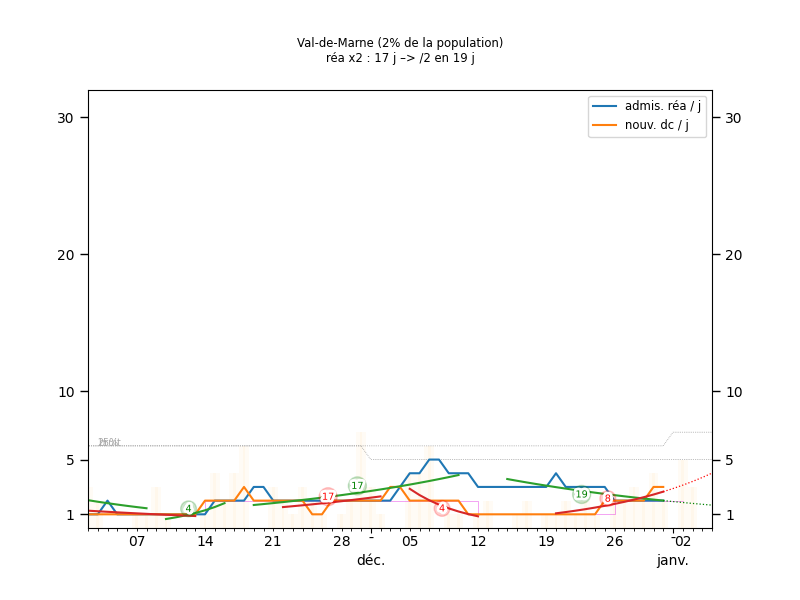 Val-de-Marne (2% de la population)
réa x2 : 17 j –> /2 en 19 j
admis. réa / j
nouv. dc / j
30 30
20 20
10 10
5 5
1 1
4 17 17 4 19 8
07 14 21 28 05 12 19 26 02
déc. janv.